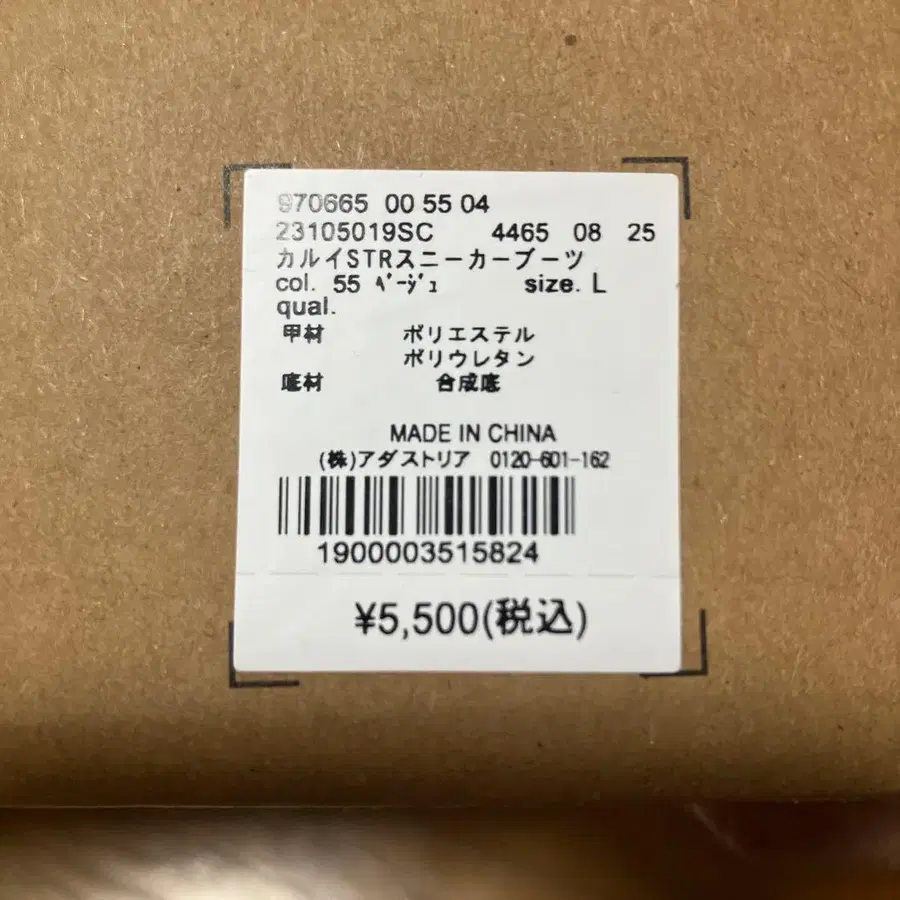 970665 00 55 04
23105019SC 4465 08 25
カルイSTRスニーカーブーツ
col. 55 ﾍﾞｰｼﾞｭ size. L
qual.
甲材 ポリエステル
ポリウレタン
底材 合成底
MADE IN CHINA
(株)アダストリア 0120-601-162
1900003515824
¥5,500(税込)